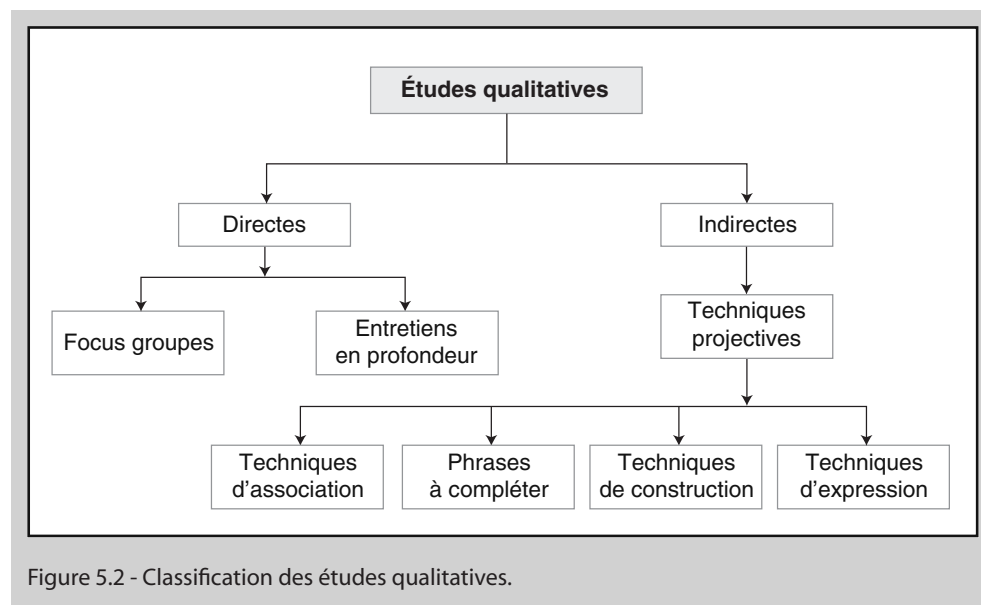 Études qualitatives
Directes
Indirectes
Focus groupes
Entretiens
en profondeur
Techniques
projectives
Techniques
d’association
Phrases
à compléter
Techniques
de construction
Techniques
d’expression
Figure 5.2 - Classification des études qualitatives.